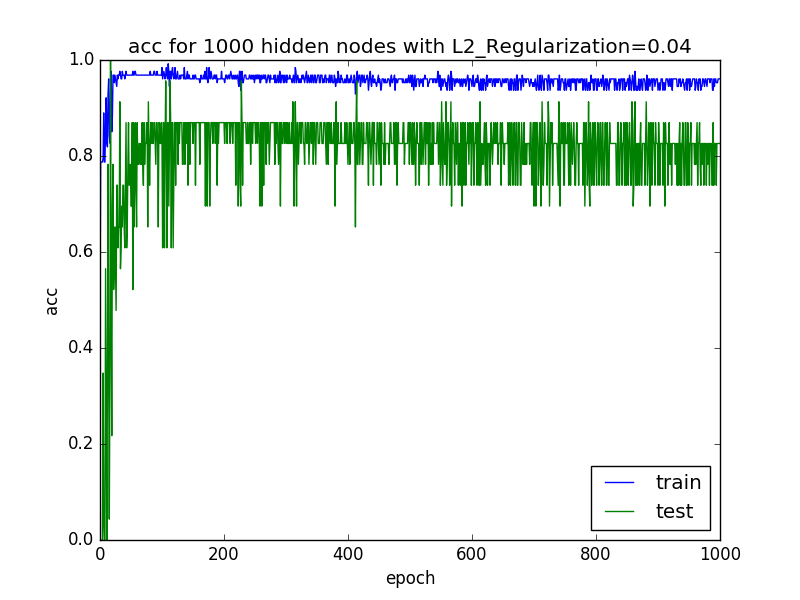 acc for 1000 hidden nodes with L2_Regularization=0.04
1.0
0.8
0.6
0.4
0.2
0.0
acc
0 200 400 600 800 1000
epoch
train
test